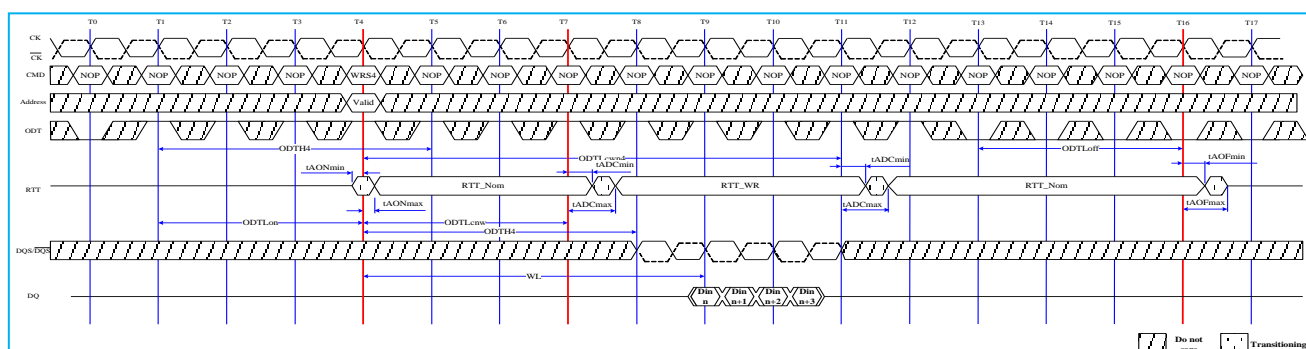 T0 T1 T2 T3 T4 T5 T6 T7 T8 T9 T10 T11 T12 T13 T14 T15 T16 T17
CK
CK
CMD NOP NOP NOP NOP WRS4 NOP NOP NOP NOP NOP NOP NOP NOP NOP NOP NOP NOP NOP
Address Valid
ODT
ODTH4 ODTLcwn4 ODTLoff
tAONmin tADCmin tADCmin tAOFmin
RTT RTT_Nom RTT_WR RTT_Nom
tAONmax tADCmax tADCmax tAOFmax
ODTLon ODTLcnw
ODTH4
DQS/DQS
WL
DQ Din n Din n+1 Din n+2 Din n+3
Do not Transitioning